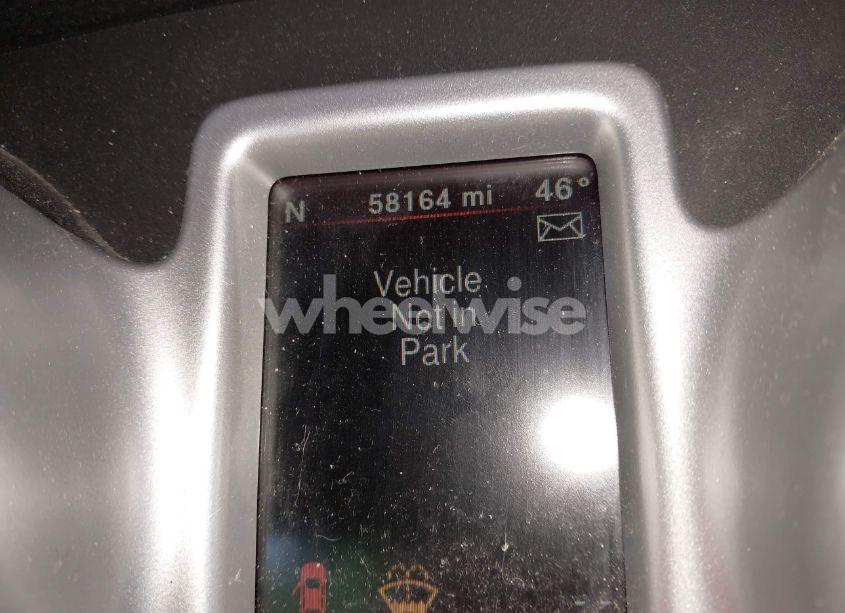 N 58164 mi 46°
Vehicle
Not In
Park
wheelwise